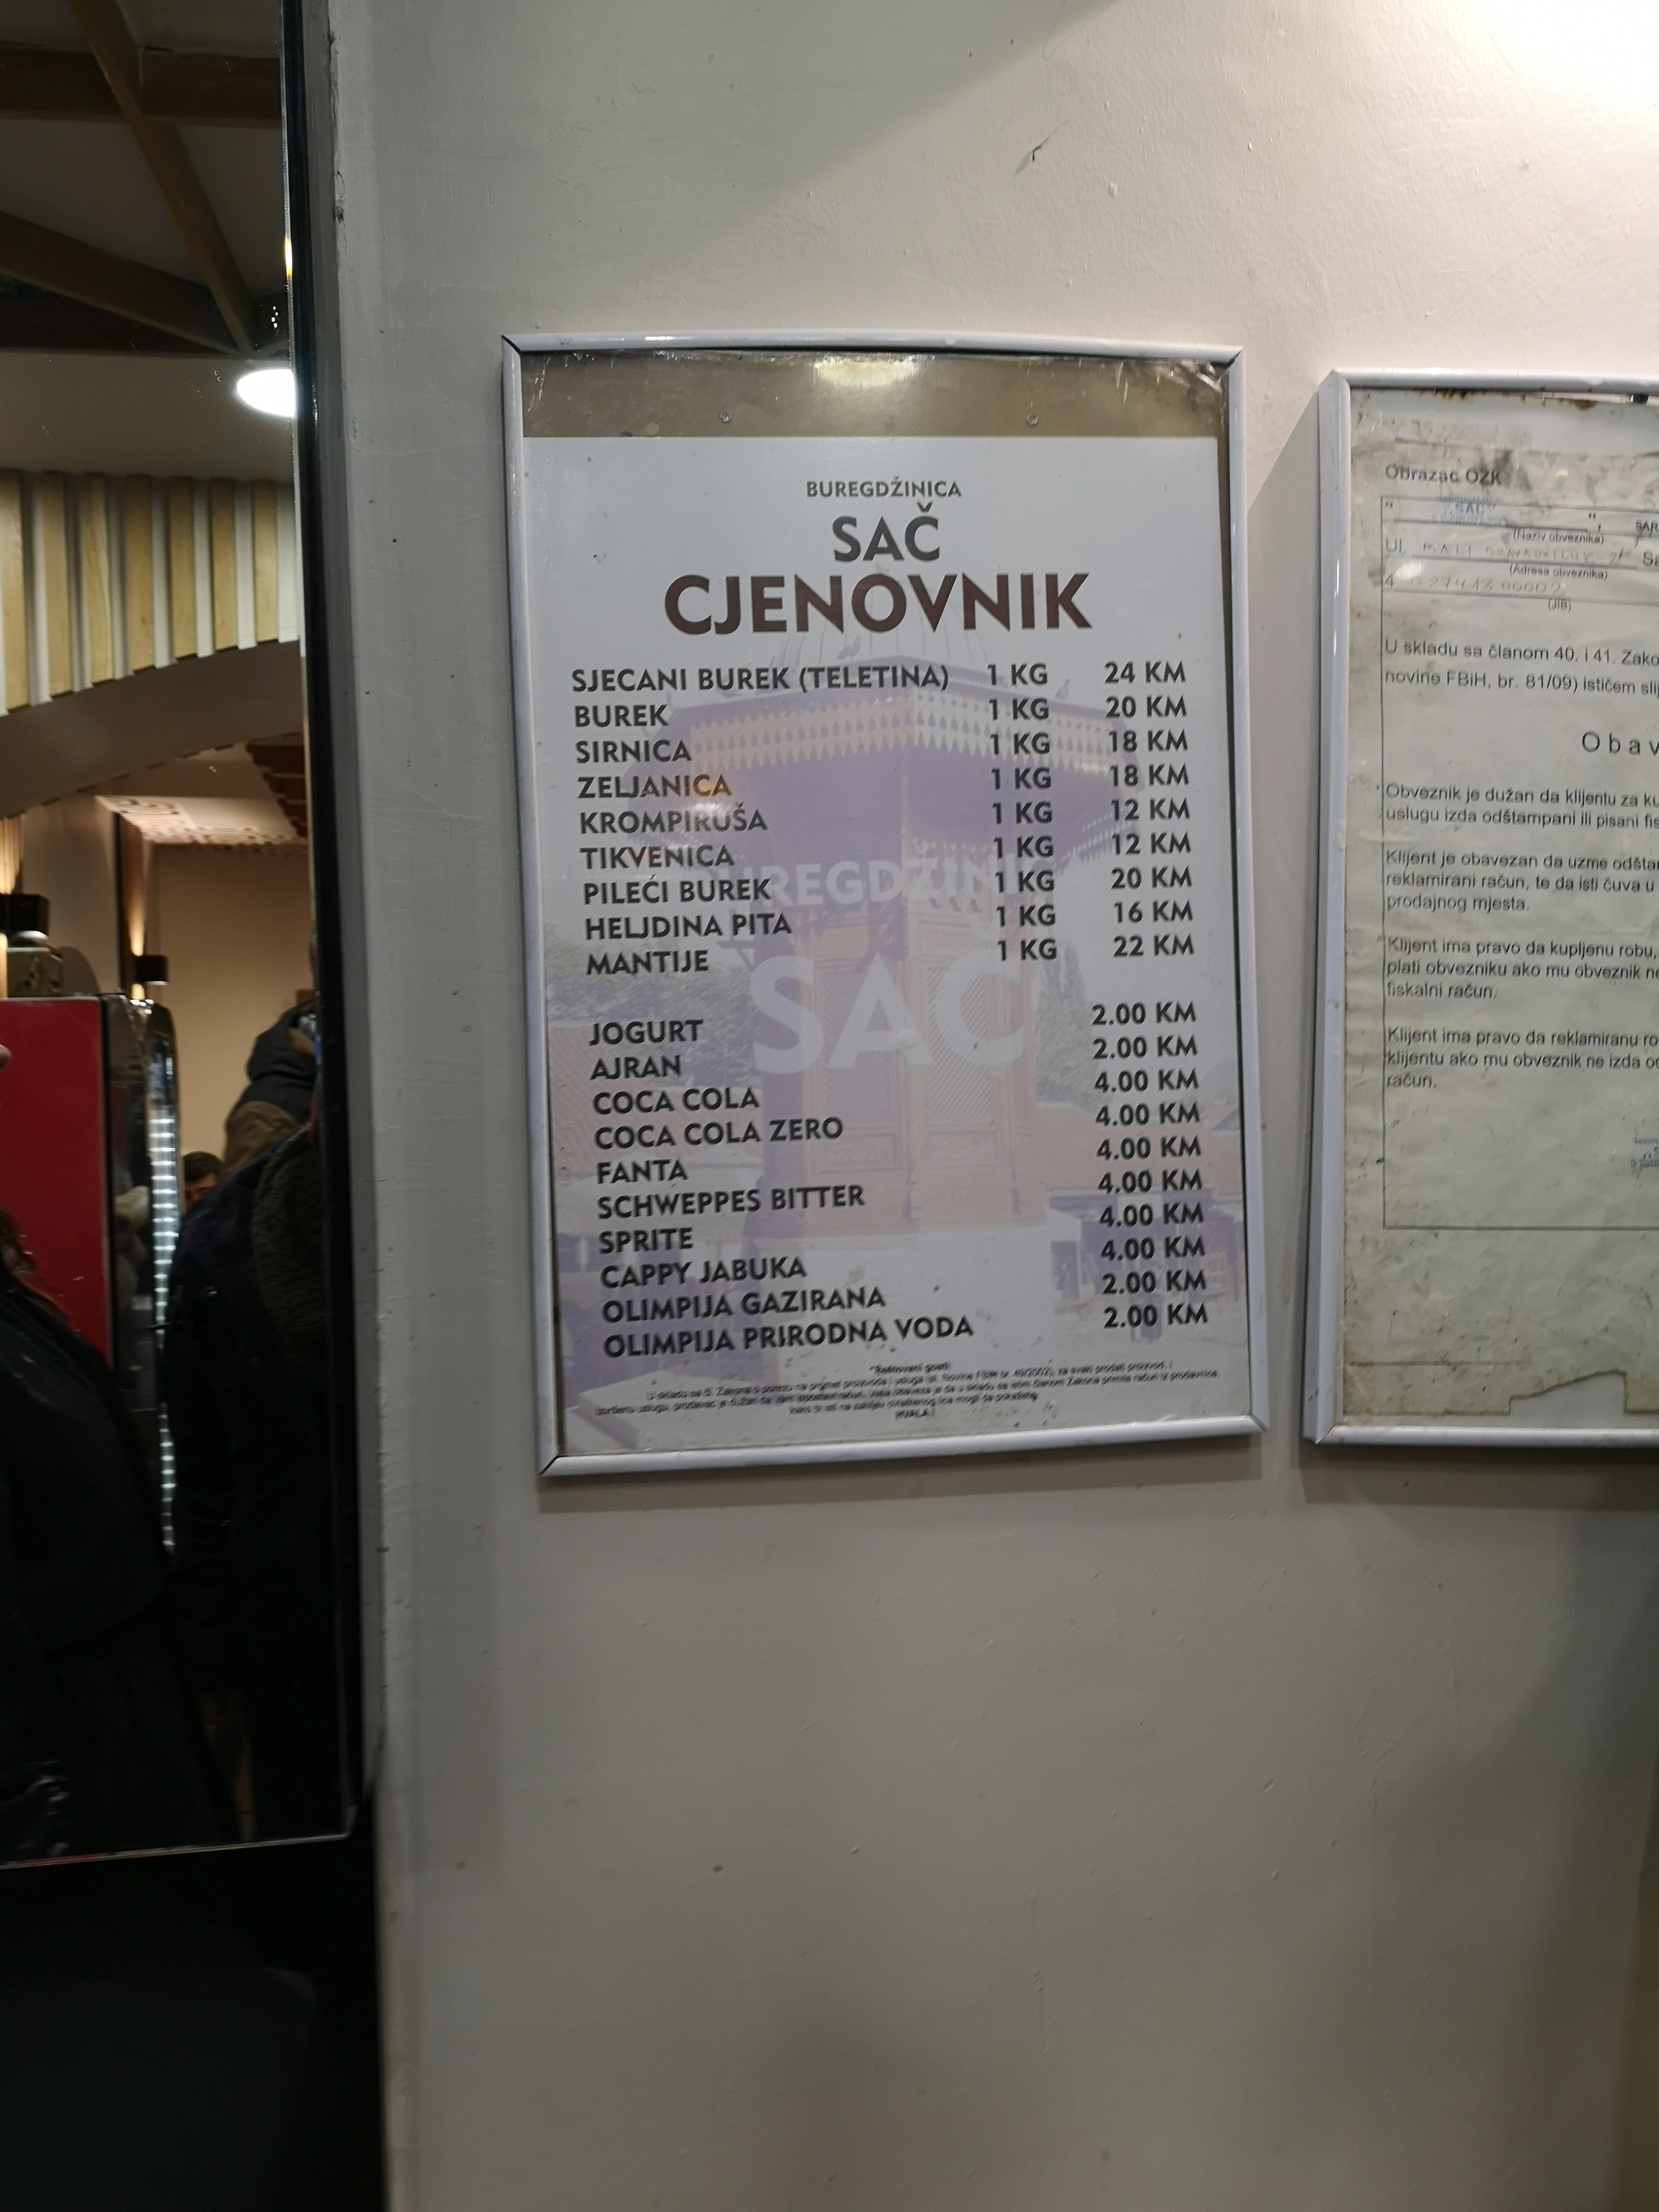 BUREGDŽINICA
SAČ
CJENOVNIK
SJECANI BUREK (TELETINA) 1 KG 24 KM
BUREK 1 KG 20 KM
SIRNICA 1 KG 18 KM
ZELJANICA 1 KG 18 KM
KROMPIRUŠA 1 KG 12 KM
TIKVENICA 1 KG 12 KM
PILEĆI BUREK 1 KG 20 KM
HELJDINA PITA 1 KG 16 KM
MANTIJE 1 KG 22 KM
JOGURT 2.00 KM
AJRAN 2.00 KM
COCA COLA 4.00 KM
COCA COLA ZERO 4.00 KM
FANTA 4.00 KM
SCHWEPPES BITTER 4.00 KM
SPRITE 4.00 KM
CAPPY JABUKA 4.00 KM
OLIMPIJA GAZIRANA 2.00 KM
OLIMPIJA PRIRODNA VODA 2.00 KM
REGDŽIN
SAČ
Obrazac OZK
"SAČ", SAR
(Naziv obveznika)
Ul.
(Adresa obveznika)
4
(JIB)
U skladu sa članom 40. i 41. Zako
novine FBiH, br. 81/09) ističem slij
Obav
Obveznik je dužan da klijentu za ku
uslugu izda odštampani ili pisani fis
Klijent je obavezan da uzme odštam
reklamirani račun, te da isti čuva u
prodajnog mjesta.
Klijent ima pravo da kupljenu robu,
plati obvezniku ako mu obveznik ne
fiskalni račun.
Klijent ima pravo da reklamiranu ro
klijentu ako mu obveznik ne izda od
račun.